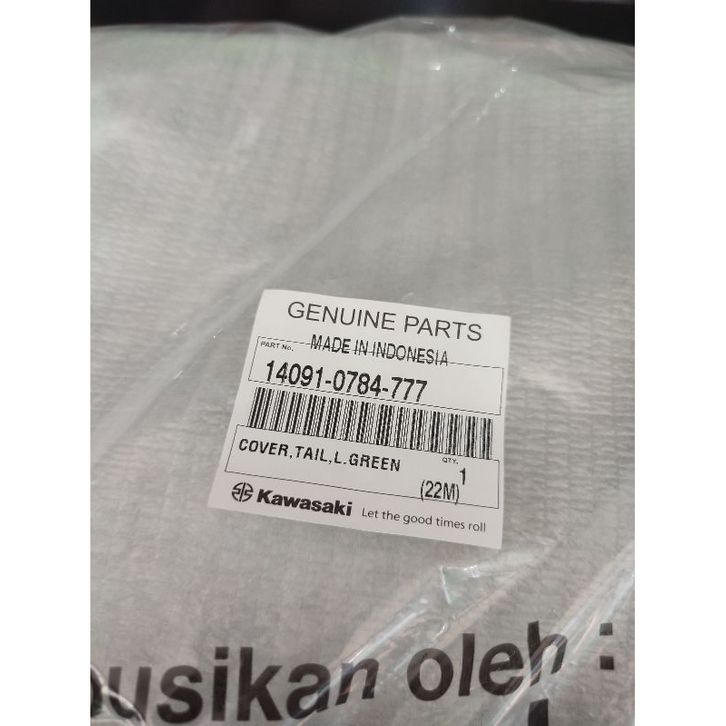 GENUINE PARTS
MADE IN INDONESIA
PART No.
14091-0784-777
COVER,TAIL,L.GREEN
QTY.
1
(22M)
Kawasaki Let the good times roll
busikan oleh :